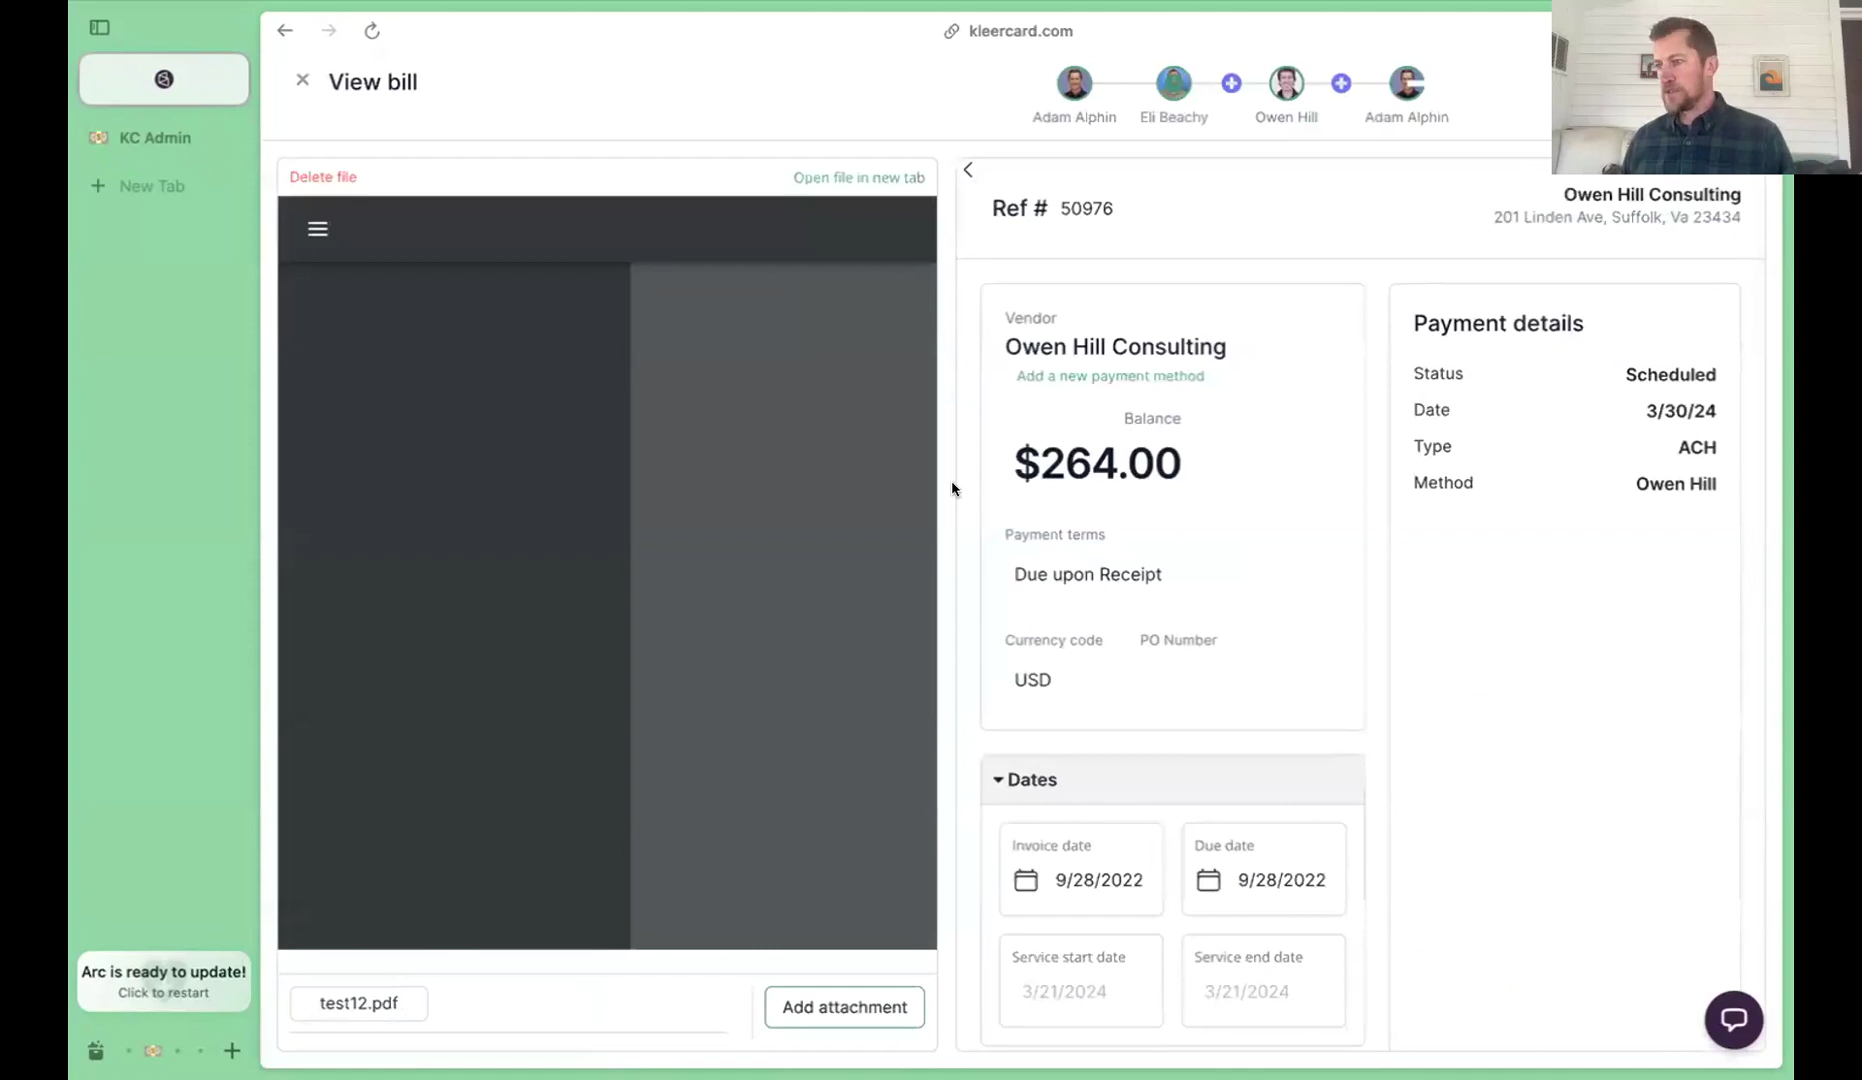 kleercard.com
View bill
Adam Alphin
Eli Beachy
Owen Hill
Adam Alphin
KC Admin
New Tab
Delete file
Open file in new tab
Ref # 50976
Owen Hill Consulting
201 Linden Ave, Suffolk, Va 23434
Vendor
Owen Hill Consulting
Add a new payment method
Balance
$264.00
Payment terms
Due upon Receipt
Currency code PO Number
USD
Payment details
Status Scheduled
Date 3/30/24
Type ACH
Method Owen Hill
Dates
Invoice date
9/28/2022
Due date
9/28/2022
Service start date
3/21/2024
Service end date
3/21/2024
Arc is ready to update!
Click to restart
test12.pdf
Add attachment